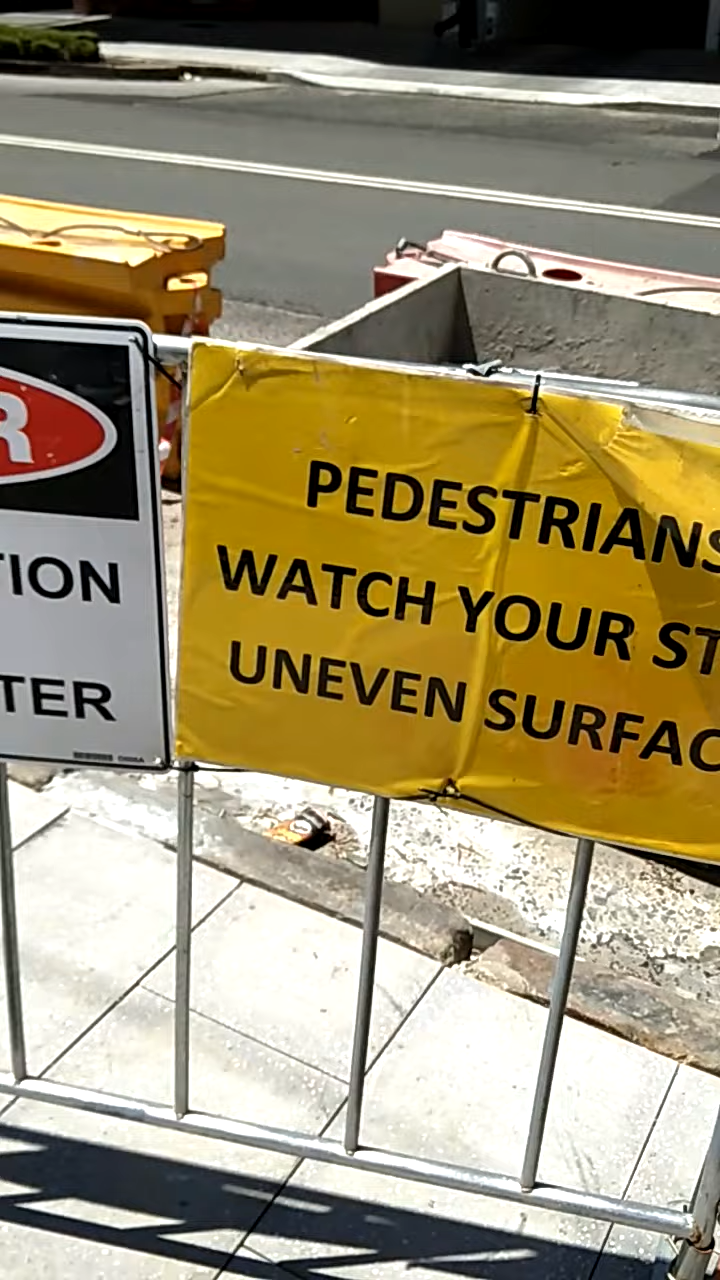 R
TION
TER
PEDESTRIANS
WATCH YOUR ST
UNEVEN SURFAC